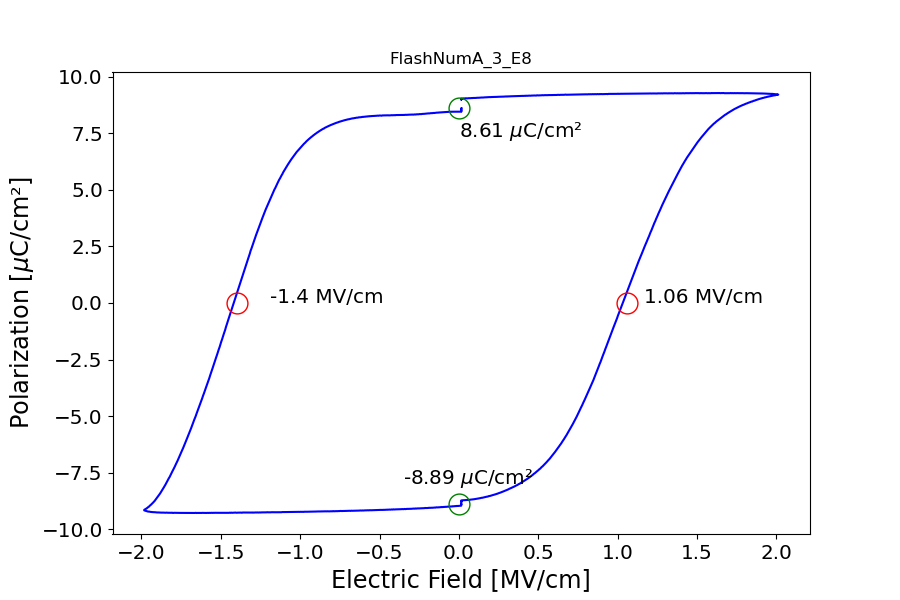 FlashNumA_3_E8
10.0
7.5
5.0
2.5
0.0
−2.5
−5.0
−7.5
−10.0
Polarization [μC/cm²]
8.61 μC/cm²
-1.4 MV/cm
1.06 MV/cm
-8.89 μC/cm²
−2.0 −1.5 −1.0 −0.5 0.0 0.5 1.0 1.5 2.0
Electric Field [MV/cm]